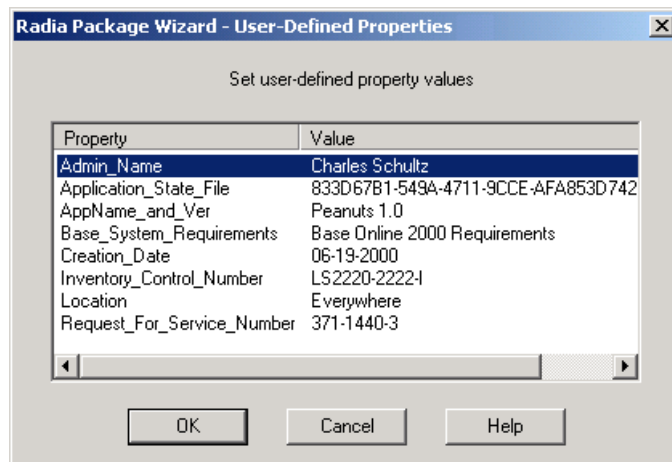 Radia Package Wizard - User-Defined Properties
Set user-defined property values
Property Value
Admin_Name Charles Schultz
Application_State_File 833D67B1-549A-4711-9CCE-AFA853D742
AppName_and_Ver Peanuts 1.0
Base_System_Requirements Base Online 2000 Requirements
Creation_Date 06-19-2000
Inventory_Control_Number LS2220-2222-I
Location Everywhere
Request_For_Service_Number 371-1440-3
OK Cancel Help